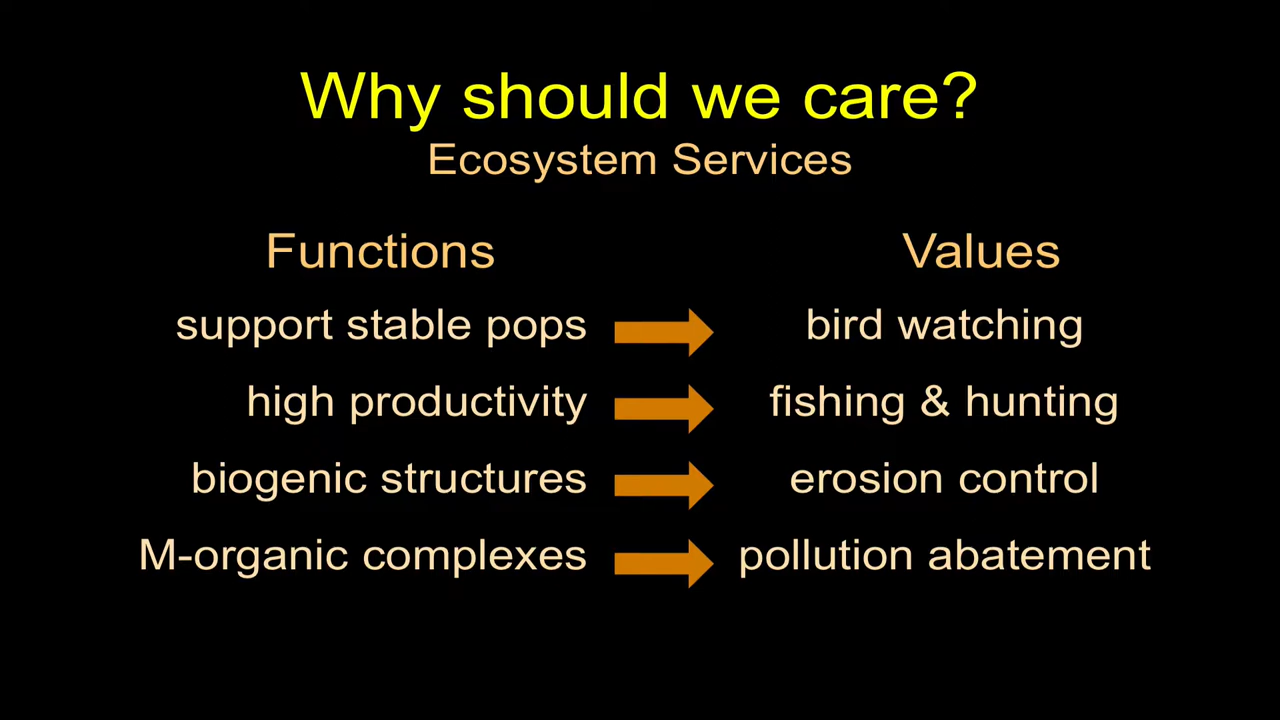 Why should we care?
Ecosystem Services
Functions Values
support stable pops bird watching
high productivity fishing & hunting
biogenic structures erosion control
M-organic complexes pollution abatement